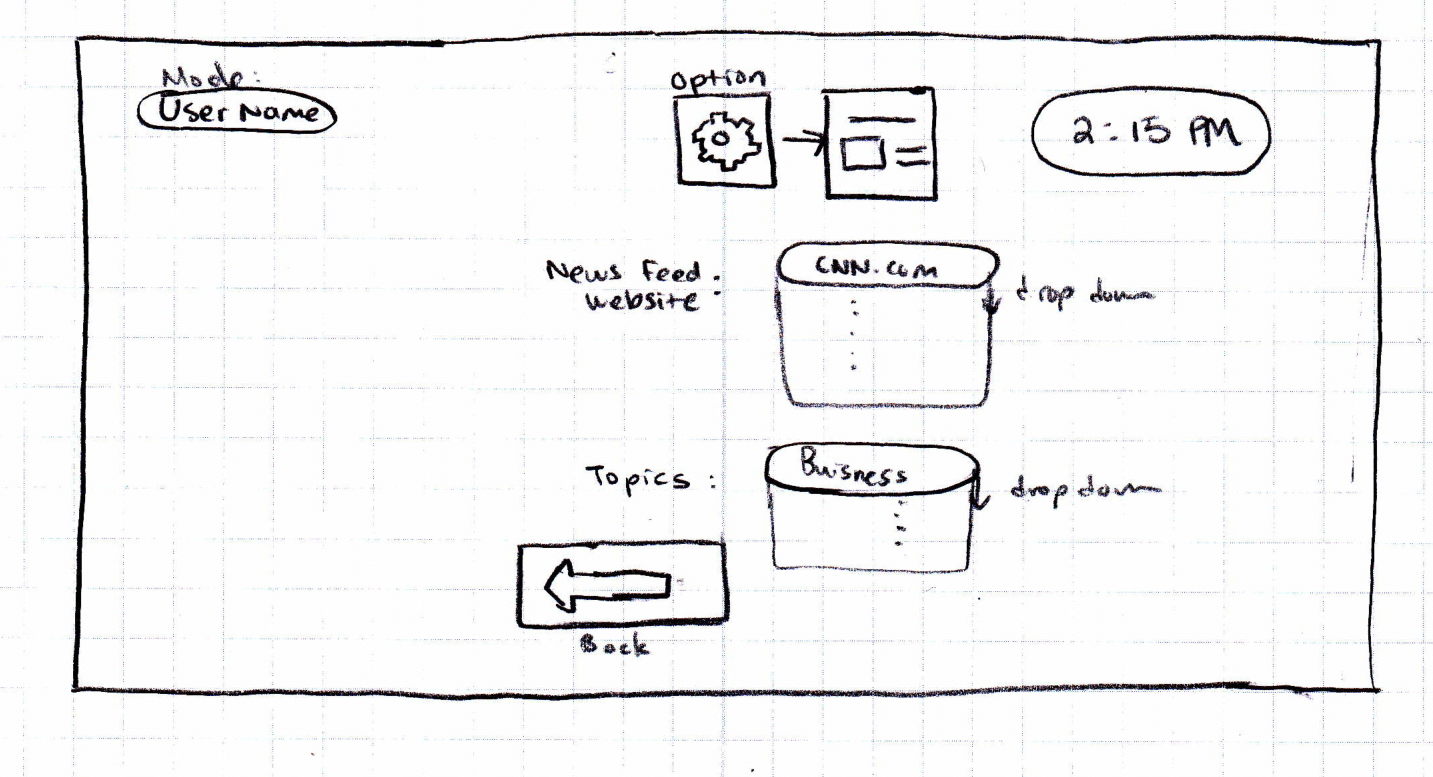 Mode:
User Name
option
2:15 PM
News Feed :
website
CNN.com
drop down
Topics :
Buisness
drop down
Back